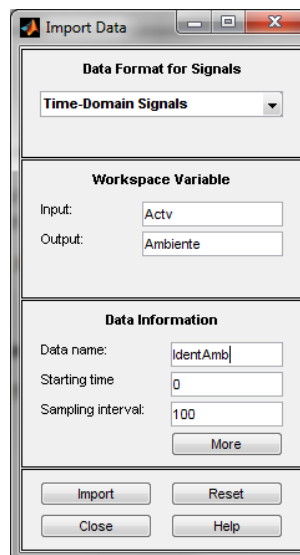 Import Data
Data Format for Signals
Time-Domain Signals
Workspace Variable
Input: Actv
Output: Ambiente
Data Information
Data name: IdentAmb
Starting time 0
Sampling interval: 100
More
Import Reset
Close Help